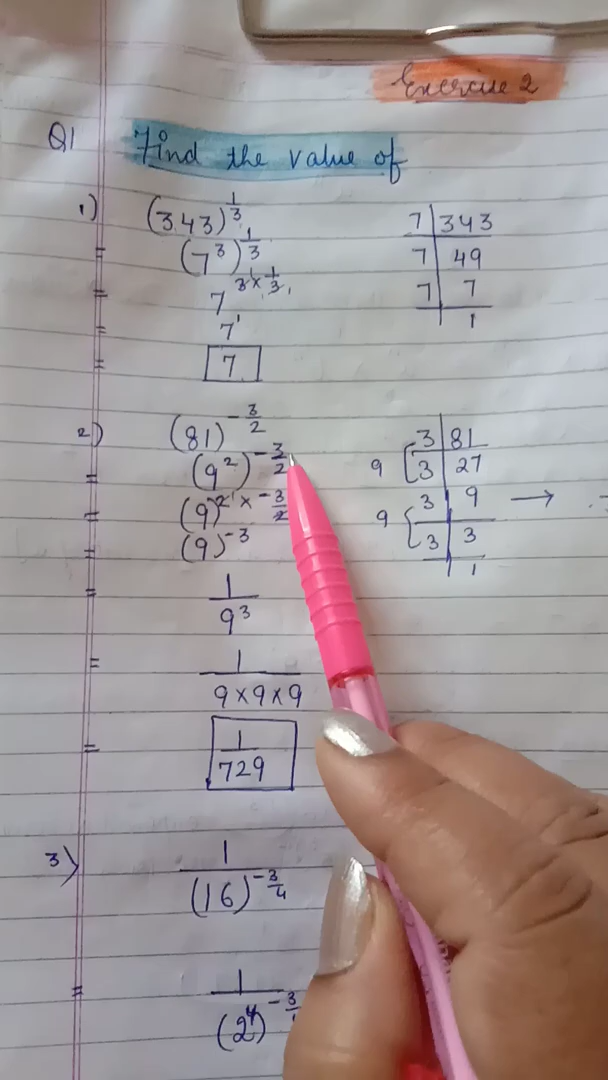 Exercise 2
Q1 Find the value of
1) (343)^1/3
= (7^3)^1/3
= 7^3×1/3
= 7^1
= 7
7 | 343
7 | 49
7 | 7
| 1
2) (81)^-3/2
= (9^2)^-3/2
= (9)^2×-3/2
= (9)^-3
= 1/9^3
= 1/9×9×9
= 1/729
3 | 81
9 [ 3 | 27
3 | 9 →
9 { 3 | 3
| 1
3) 1/(16)^-3/4
= 1/(2^4)^-3/